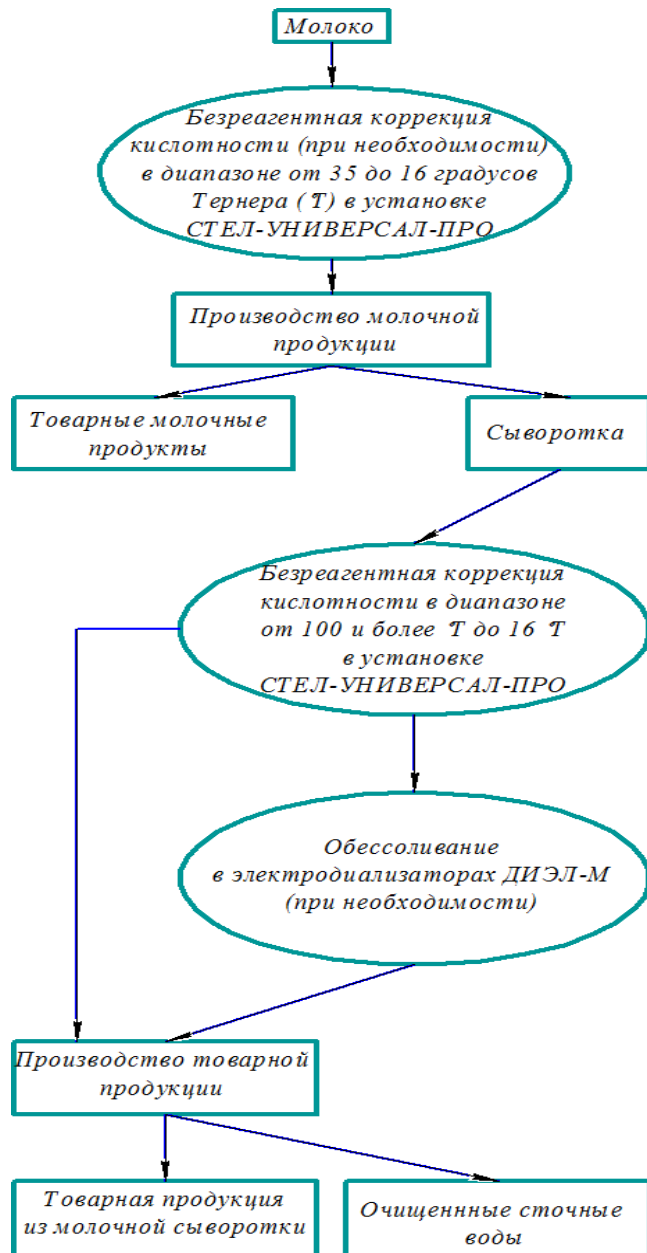 Молоко
Безреагентная коррекция
кислотности (при необходимости)
в диапазоне от 35 до 16 градусов
Тернера (°Т) в установке
СТЕЛ-УНИВЕРСАЛ-ПРО
Производство молочной
продукции
Товарные молочные
продукты
Сыворотка
Безреагентная коррекция
кислотности в диапазоне
от 100 и более °Т до 16 °Т
в установке
СТЕЛ-УНИВЕРСАЛ-ПРО
Обессоливание
в электродиализаторах ДИЭЛ-М
(при необходимости)
Производство товарной
продукции
Товарная продукция
из молочной сыворотки
Очищеннные сточные
воды